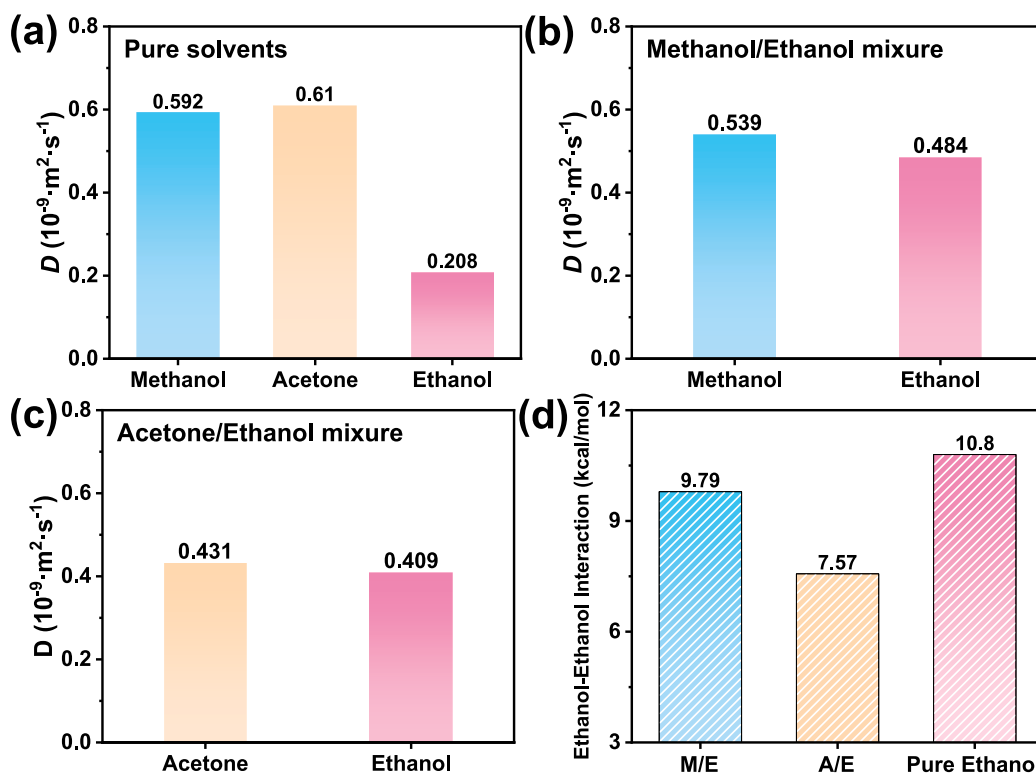 (a)
Pure solvents
D (10⁻⁹·m²·s⁻¹)
0.8
0.6
0.4
0.2
0.0
0.592
0.61
0.208
Methanol Acetone Ethanol
(b)
Methanol/Ethanol mixure
D (10⁻⁹·m²·s⁻¹)
0.8
0.6
0.4
0.2
0.0
0.539
0.484
Methanol Ethanol
(c)
Acetone/Ethanol mixure
D (10⁻⁹·m²·s⁻¹)
0.8
0.6
0.4
0.2
0.0
0.431
0.409
Acetone Ethanol
(d)
Ethanol-Ethanol Interaction (kcal/mol)
12
9
6
3
9.79
7.57
10.8
M/E A/E Pure Ethanol